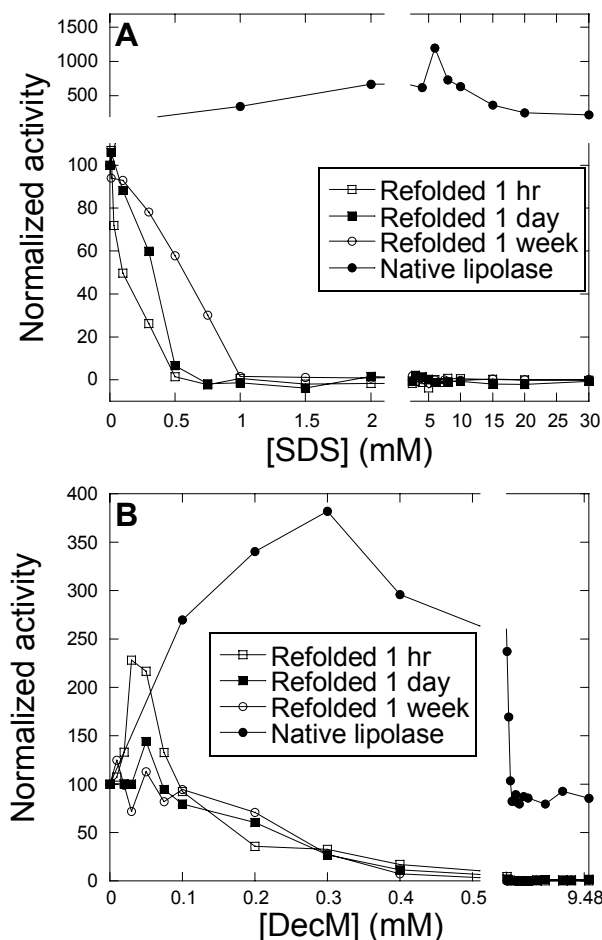 A
1500
1000
500
100
80
60
40
20
0
Normalized activity
Refolded 1 hr
Refolded 1 day
Refolded 1 week
Native lipolase
0 0.5 1 1.5 2 5 10 15 20 25 30
[SDS] (mM)
B
400
350
300
250
200
150
100
50
0
Normalized activity
Refolded 1 hr
Refolded 1 day
Refolded 1 week
Native lipolase
0 0.1 0.2 0.3 0.4 0.5 9.48
[DecM] (mM)